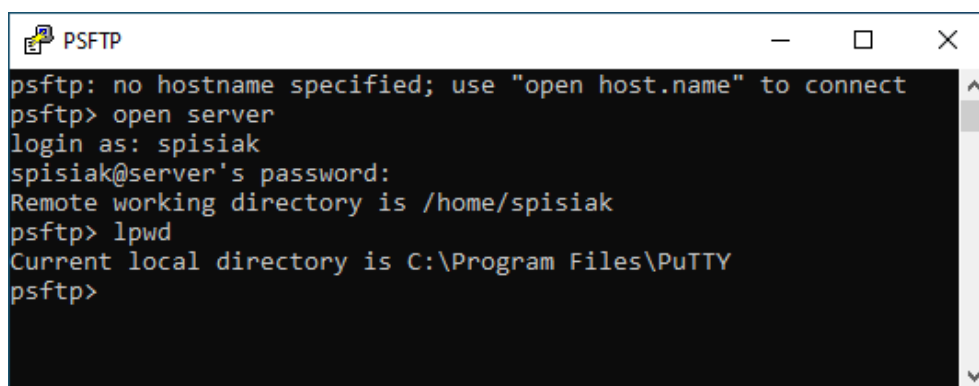 PSFTP
psftp: no hostname specified; use "open host.name" to connect
psftp> open server
login as: spisiak
spisiak@server's password:
Remote working directory is /home/spisiak
psftp> lpwd
Current local directory is C:\Program Files\PuTTY
psftp>